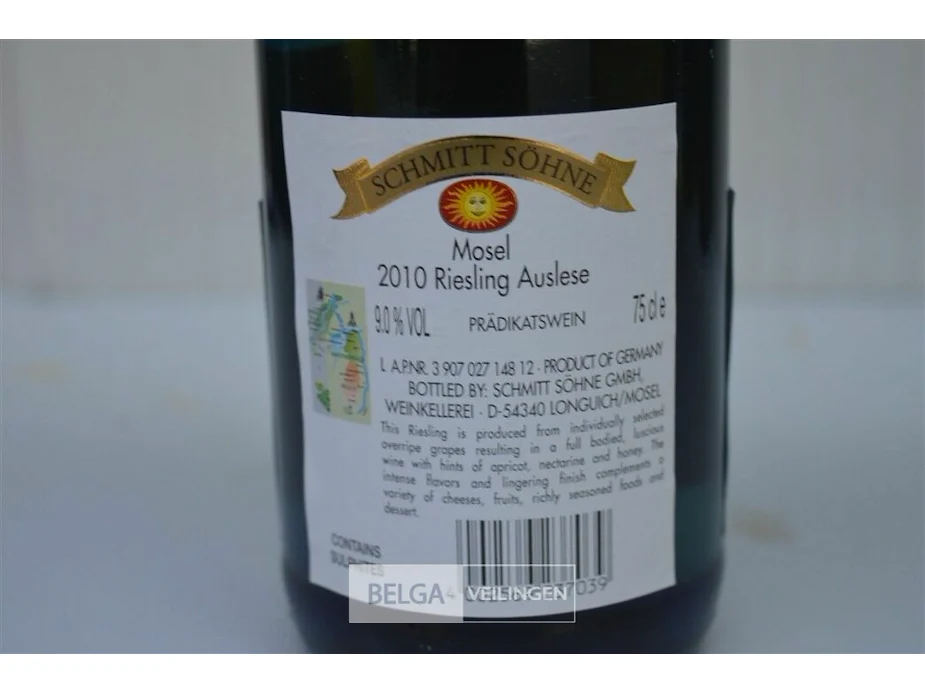 SCHMITT SÖHNE
Mosel
2010 Riesling Auslese
9.0 % VOL PRÄDIKATSWEIN 75 cl e
L A.P.NR. 3 907 027 148 12 · PRODUCT OF GERMANY
BOTTLED BY: SCHMITT SÖHNE GMBH,
WEINKELLEREI · D-54340 LONGUICH/MOSEL
This Riesling is produced from individually selected
overripe grapes resulting in a full bodied, luscious
wine with hints of apricot, nectarine and honey. The
intense flavors and lingering finish complements a
variety of cheeses, fruits, richly seasoned foods and
dessert.
CONTAINS
SULPHITES
BELGA VEILINGEN